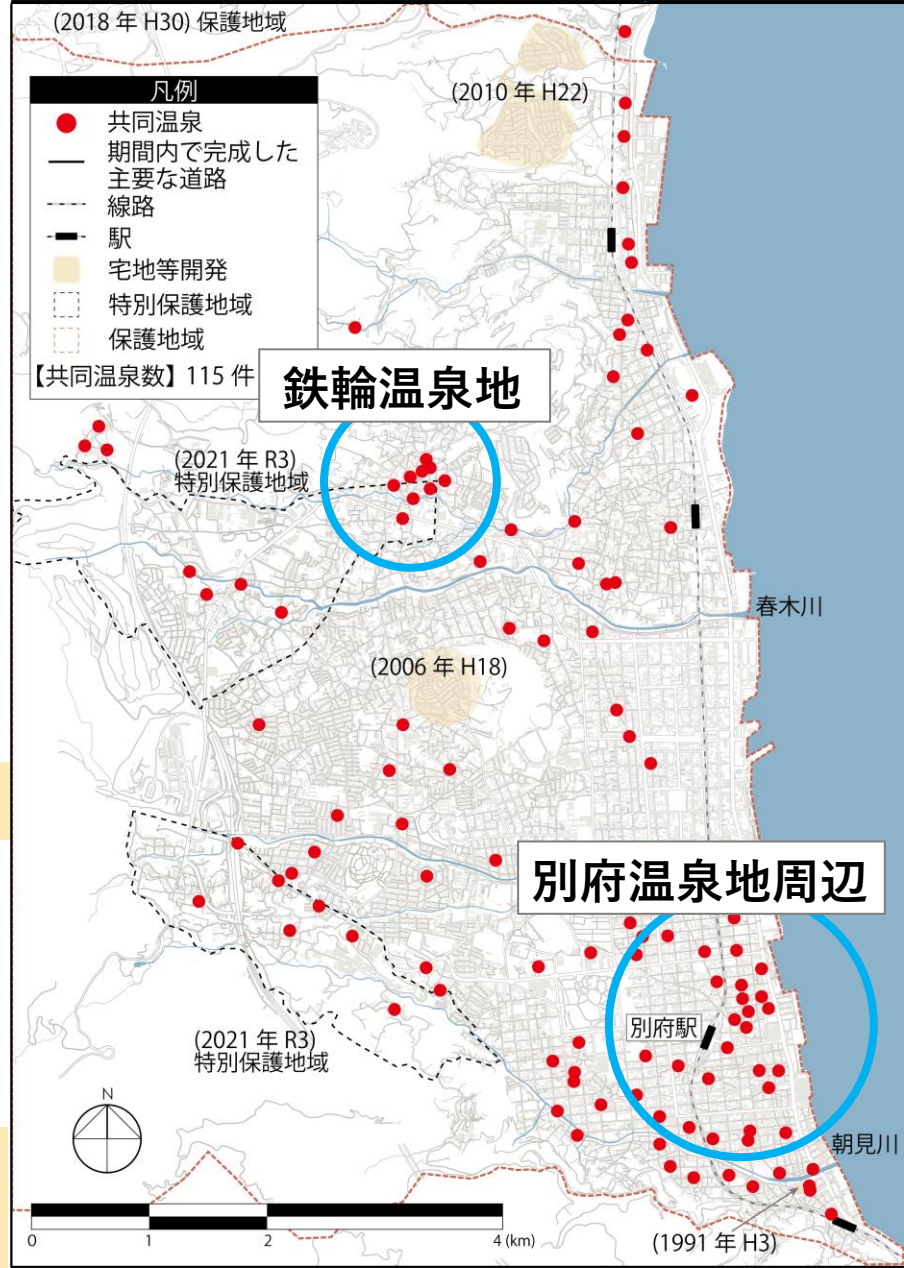 (2018 年 H30) 保護地域
(2010 年 H22)
凡例
共同温泉
期間内で完成した
主要な道路
線路
駅
宅地等開発
特別保護地域
保護地域
【共同温泉数】115 件
鉄輪温泉地
(2021 年 R3)
特別保護地域
春木川
(2006 年 H18)
別府温泉地周辺
別府駅
(2021 年 R3)
特別保護地域
N
朝見川
(1991 年 H3)
0 1 2 4 (km)